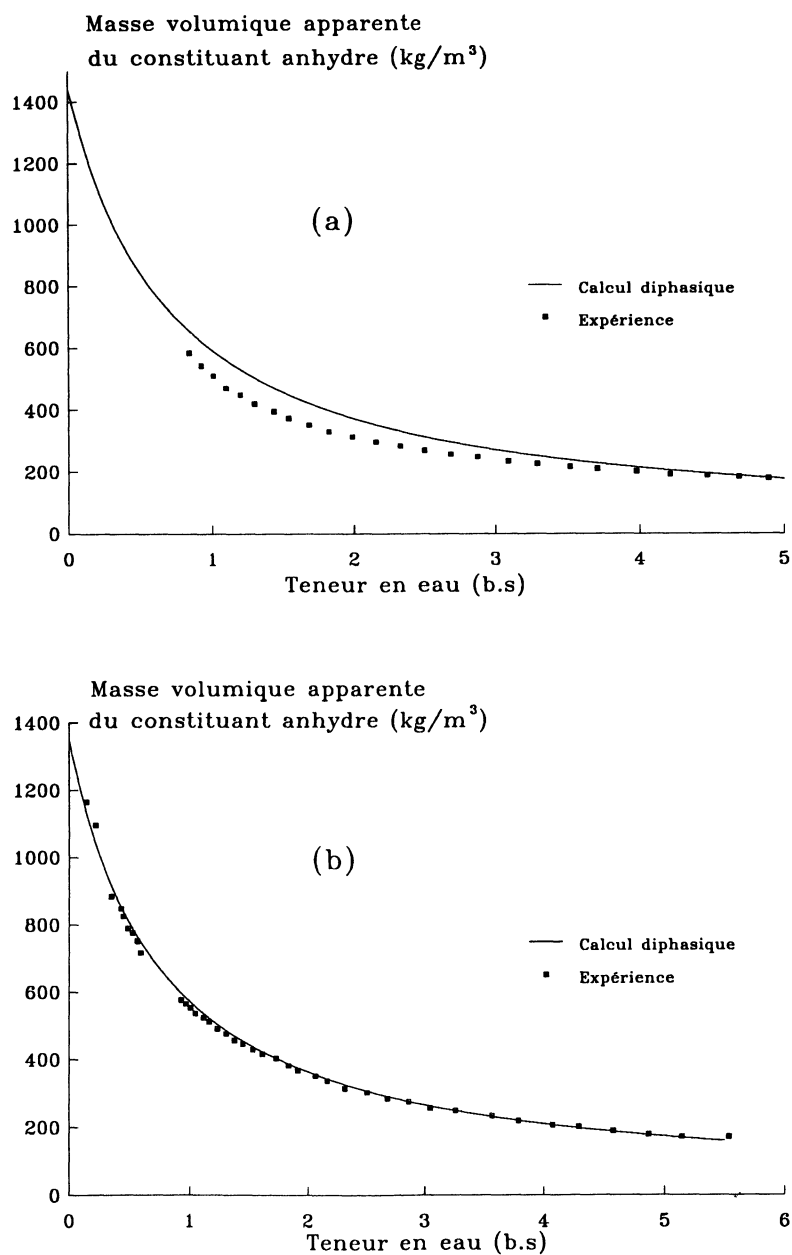 Masse volumique apparente
du constituant anhydre (kg/m³)
1400
1200
1000
800
600
400
200
0
(a)
Calcul diphasique
Expérience
0 1 2 3 4 5
Teneur en eau (b.s)
Masse volumique apparente
du constituant anhydre (kg/m³)
1400
1200
1000
800
600
400
200
0
(b)
Calcul diphasique
Expérience
0 1 2 3 4 5 6
Teneur en eau (b.s)